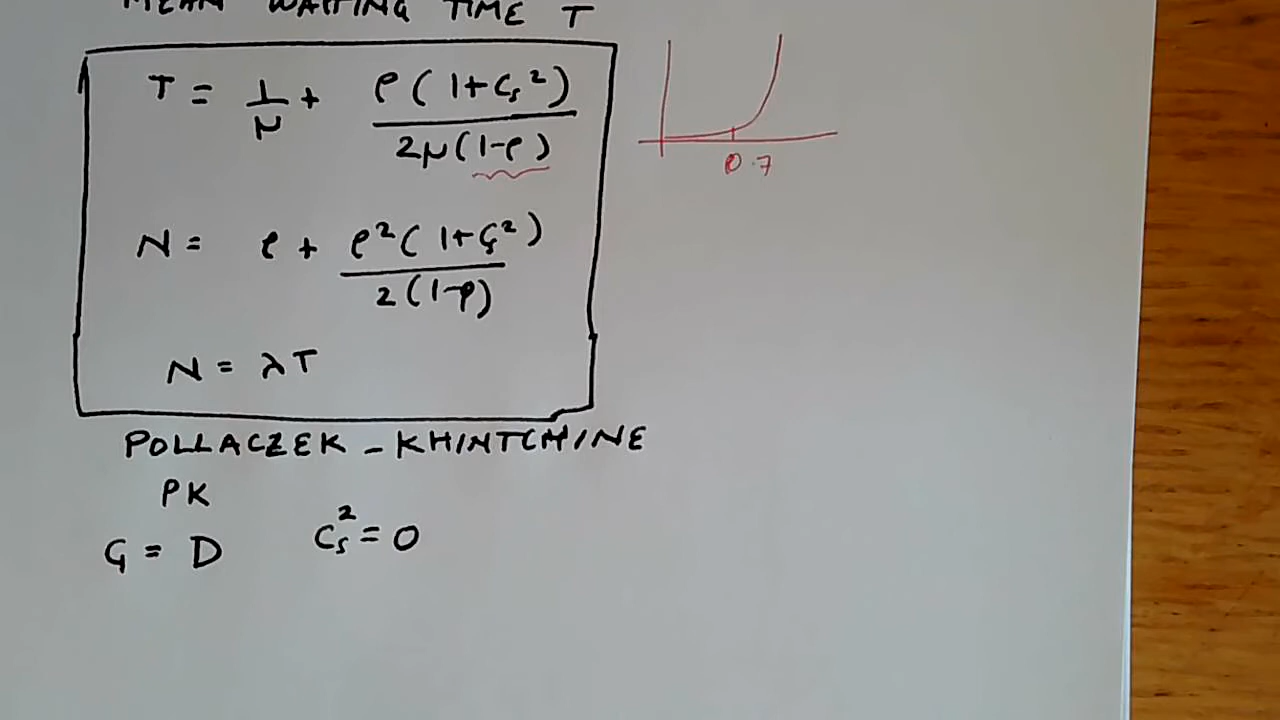 MEAN WAITING TIME T
T = 1/μ + ρ(1+Cs²)/2μ(1-ρ)
0.7
N = ρ + ρ²(1+Cs²)/2(1-ρ)
N = λT
POLLACZEK - KHINTCHINE
PK
G = D Cs² = 0